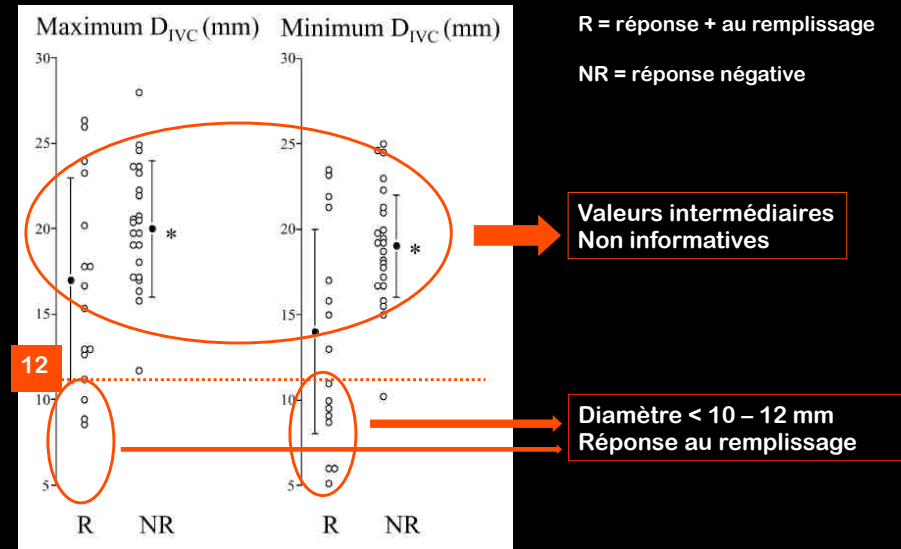 Maximum D_IVC (mm)
Minimum D_IVC (mm)
R = réponse + au remplissage
NR = réponse négative
30
25
20
15
10
5
*
30
25
20
15
10
5
*
12
Valeurs intermédiaires
Non informatives
Diamètre < 10 – 12 mm
Réponse au remplissage
R
NR
R
NR